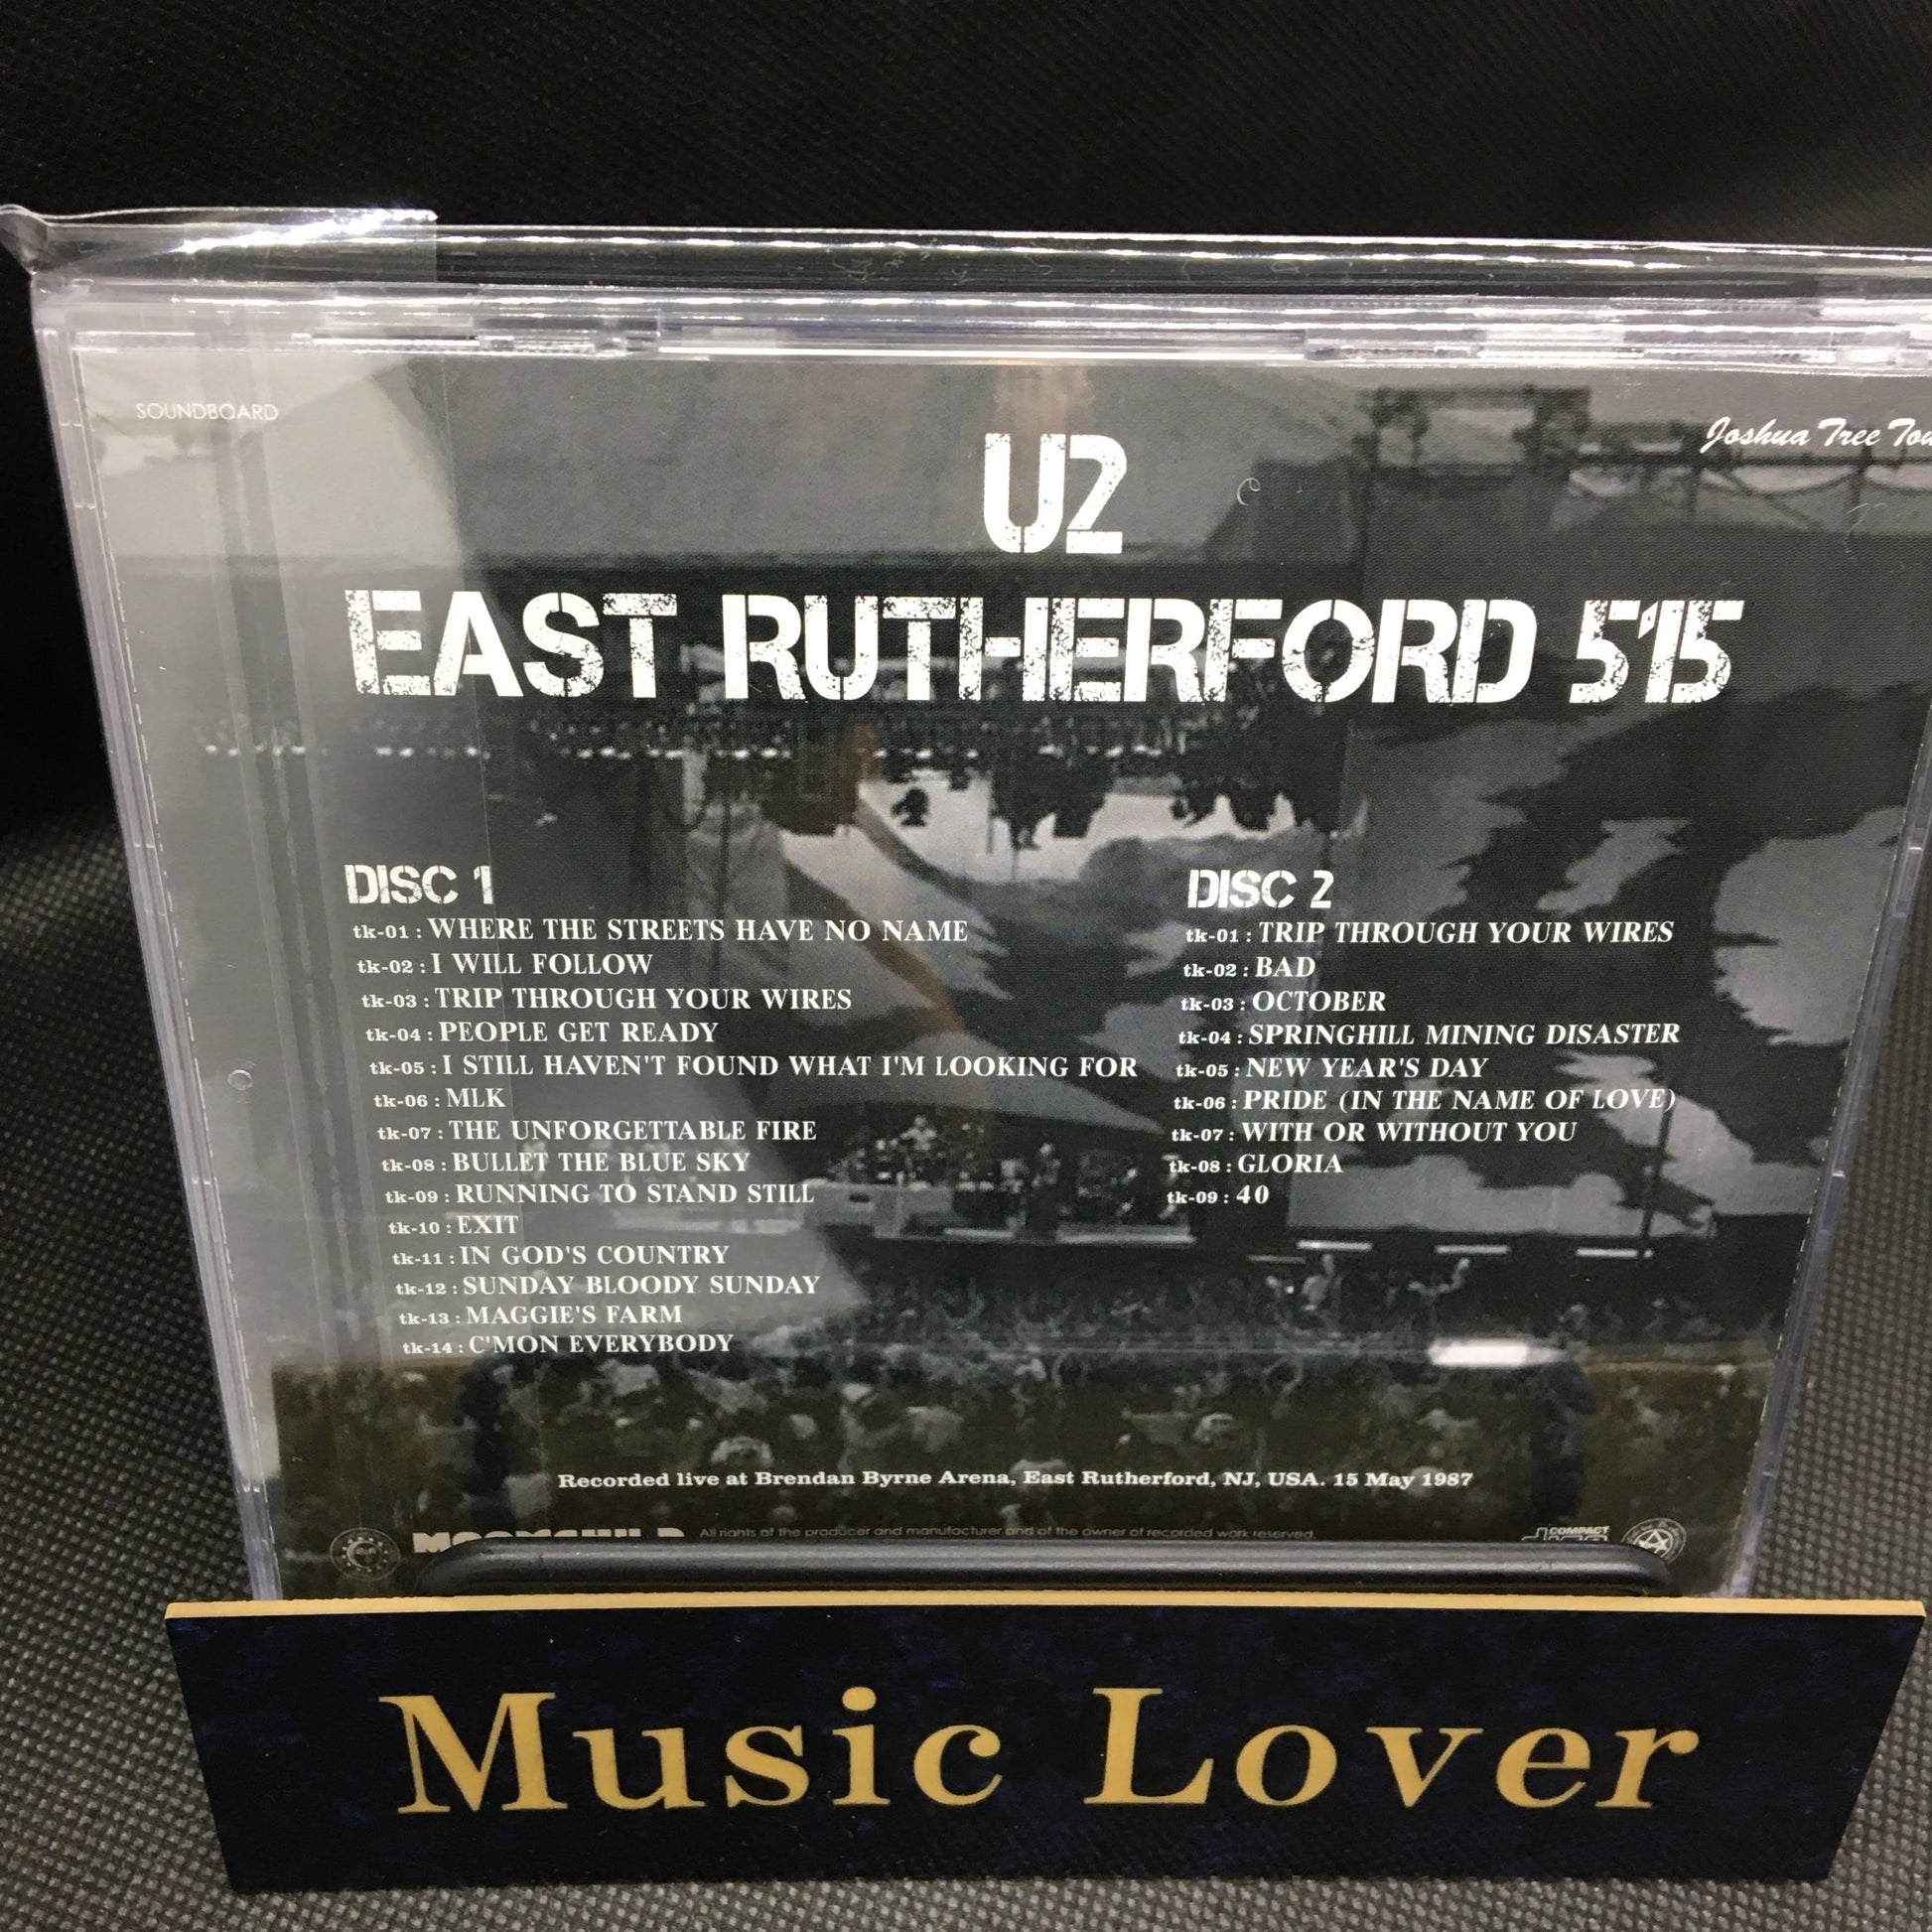 SOUNDBOARD
Joshua Tree
U2
EAST RUTHERFORD 5'15
DISC 1
tk-01 : WHERE THE STREETS HAVE NO NAME
tk-02 : I WILL FOLLOW
tk-03 : TRIP THROUGH YOUR WIRES
tk-04 : PEOPLE GET READY
tk-05 : I STILL HAVEN'T FOUND WHAT I'M LOOKING FOR
tk-06 : MLK
tk-07 : THE UNFORGETTABLE FIRE
tk-08 : BULLET THE BLUE SKY
tk-09 : RUNNING TO STAND STILL
tk-10 : EXIT
tk-11 : IN GOD'S COUNTRY
tk-12 : SUNDAY BLOODY SUNDAY
tk-13 : MAGGIE'S FARM
tk-14 : C'MON EVERYBODY
DISC 2
tk-01 : TRIP THROUGH YOUR WIRES
tk-02 : BAD
tk-03 : OCTOBER
tk-04 : SPRINGHILL MINING DISASTER
tk-05 : NEW YEAR'S DAY
tk-06 : PRIDE (IN THE NAME OF LOVE)
tk-07 : WITH OR WITHOUT YOU
tk-08 : GLORIA
tk-09 : 40
Recorded live at Brendan Byrne Arena, East Rutherford, NJ, USA. 15 May 1987
All rights of the producer and manufacturer and of the owner of recorded work reserved.
COMPACT
Music Lover